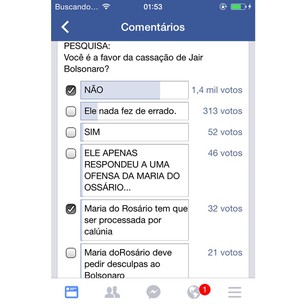 Buscando...
01:53
Comentários
PESQUISA:
Você é a favor da cassação de Jair
Bolsonaro?
NÃO
1,4 mil votos
Ele nada fez de errado.
313 votos
SIM
52 votos
ELE APENAS
RESPONDEU A UMA
OFENSA DA MARIA DO
OSSÁRIO...
46 votos
Maria do Rosário tem que
ser processada por
calúnia
32 votos
Maria doRosário deve
pedir desculpas ao
Bolsonaro
21 votos
1